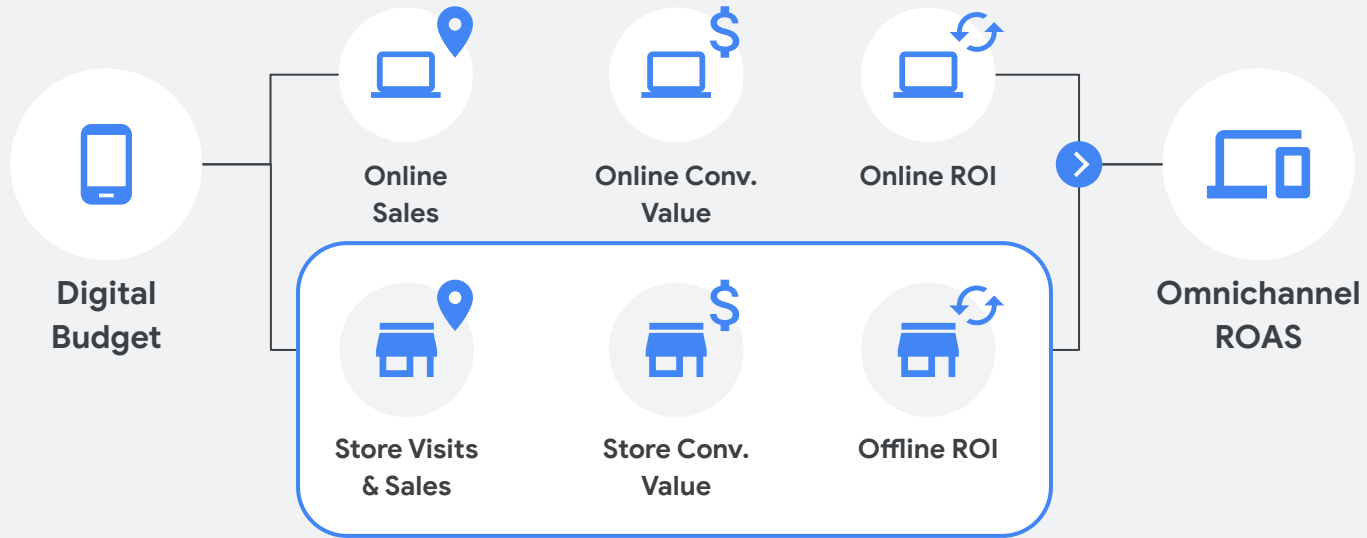 Digital
Budget
Online
Sales
Online Conv.
Value
Online ROI
Store Visits
& Sales
Store Conv.
Value
Offline ROI
Omnichannel
ROAS